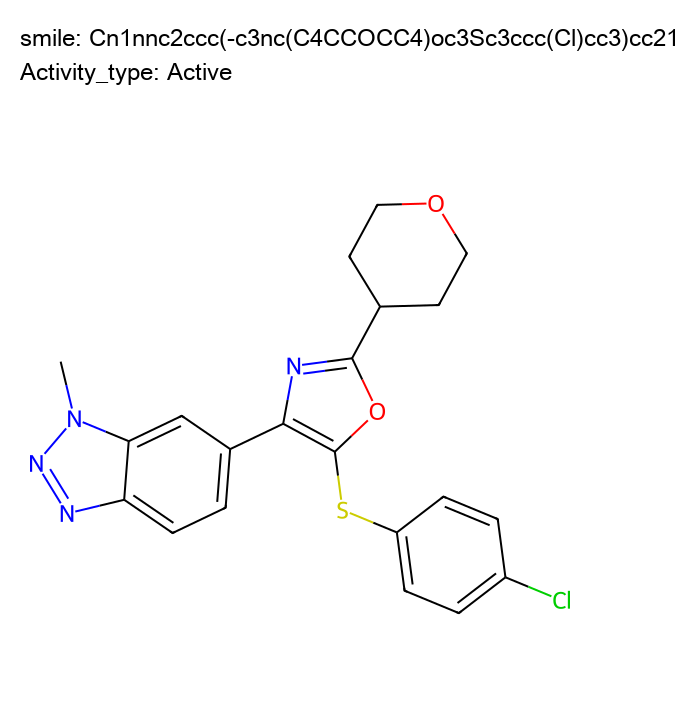 smile: Cn1nnc2ccc(-c3nc(C4CCOCC4)oc3Sc3ccc(Cl)cc3)cc21
Activity_type: Active
O
N
O
N
N
N
S
Cl